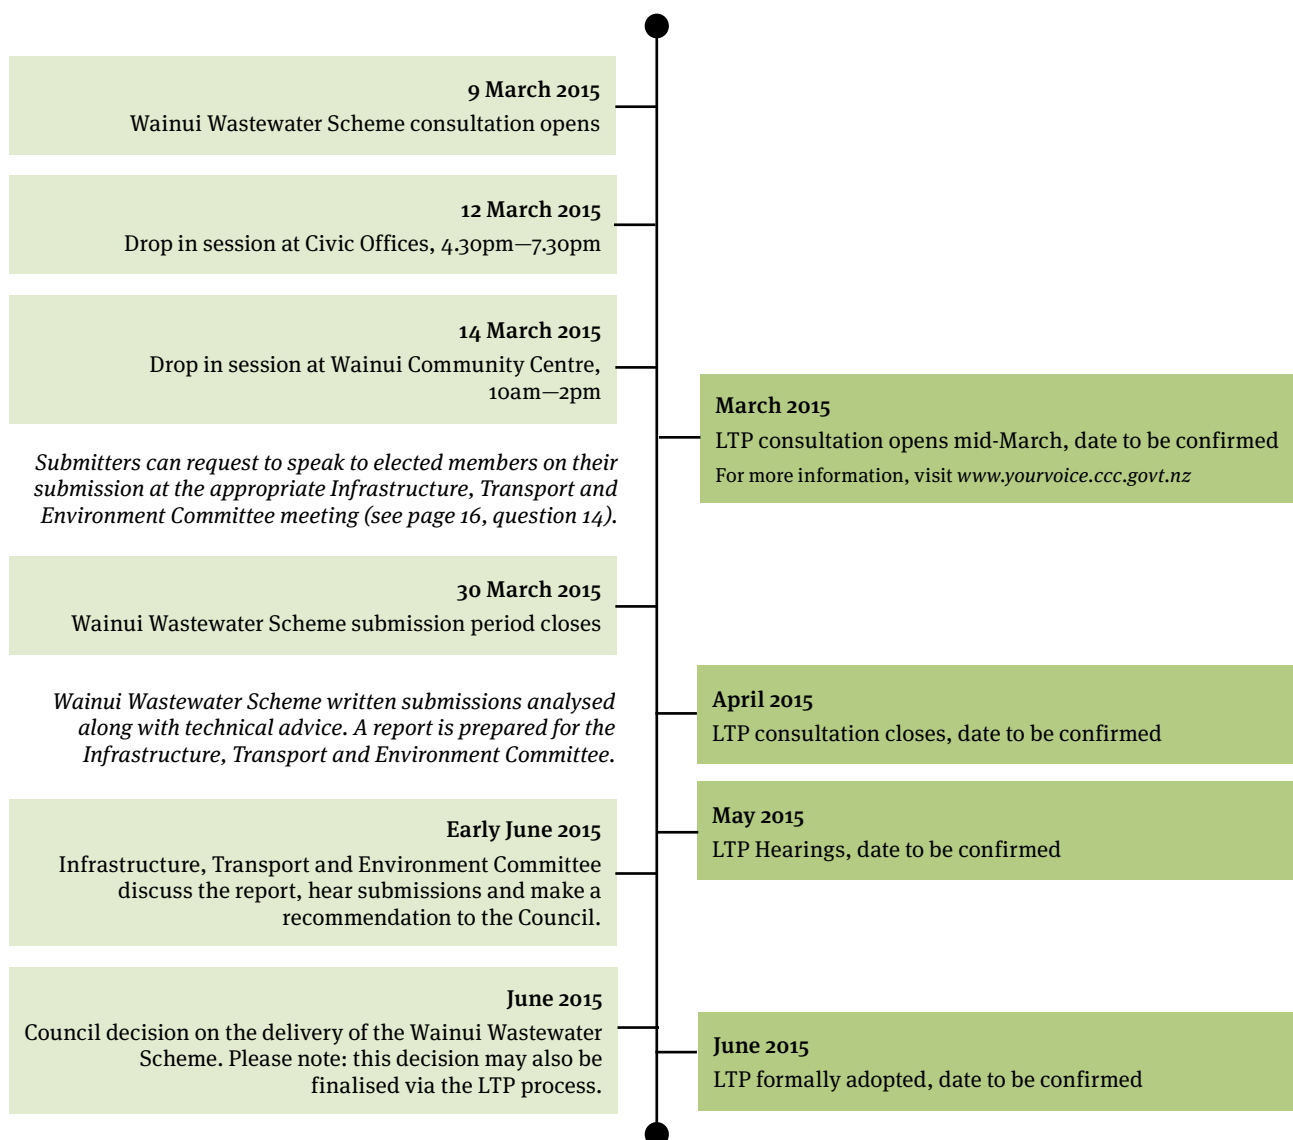 9 March 2015
Wainui Wastewater Scheme consultation opens
12 March 2015
Drop in session at Civic Offices, 4.30pm—7.30pm
14 March 2015
Drop in session at Wainui Community Centre,
10am—2pm
March 2015
LTP consultation opens mid-March, date to be confirmed
For more information, visit www.yourvoice.ccc.govt.nz
Submitters can request to speak to elected members on their
submission at the appropriate Infrastructure, Transport and
Environment Committee meeting (see page 16, question 14).
30 March 2015
Wainui Wastewater Scheme submission period closes
Wainui Wastewater Scheme written submissions analysed
along with technical advice. A report is prepared for the
Infrastructure, Transport and Environment Committee.
April 2015
LTP consultation closes, date to be confirmed
May 2015
LTP Hearings, date to be confirmed
Early June 2015
Infrastructure, Transport and Environment Committee
discuss the report, hear submissions and make a
recommendation to the Council.
June 2015
Council decision on the delivery of the Wainui Wastewater
Scheme. Please note: this decision may also be
finalised via the LTP process.
June 2015
LTP formally adopted, date to be confirmed